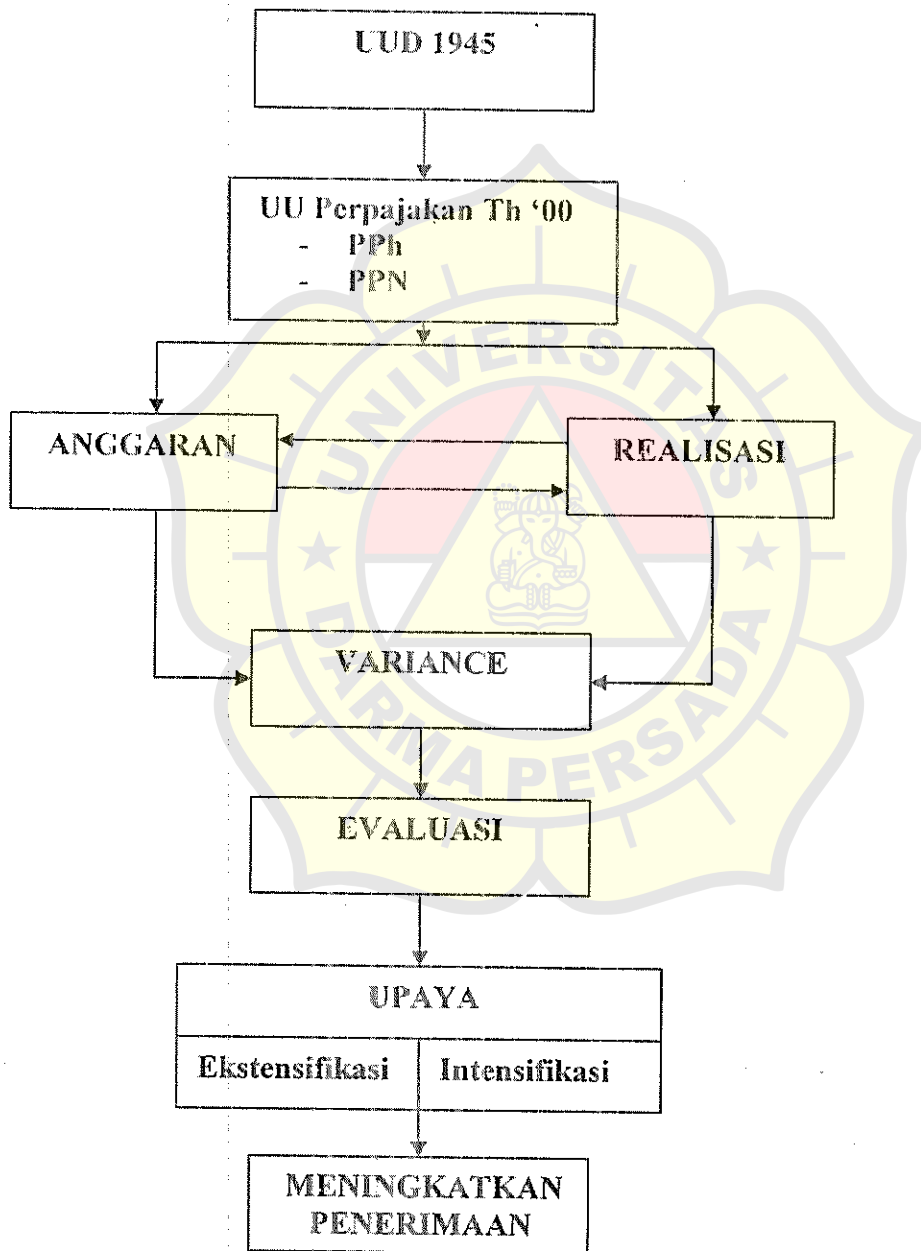 UUD 1945
UU Perpajakan Th ‘00
- PPh
- PPN
ANGGARAN
REALISASI
VARIANCE
EVALUASI
UPAYA
Ekstensifikasi
Intensifikasi
MENINGKATKAN
PENERIMAAN
UNIVERSITAS
DARMA PERSADA